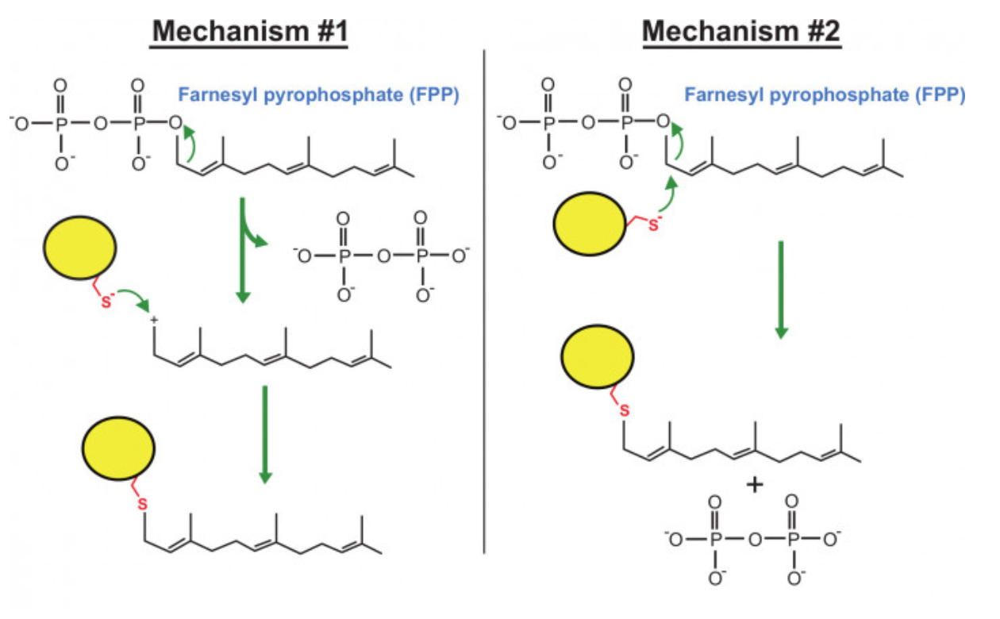 Mechanism #1
Farnesyl pyrophosphate (FPP)
O O
⁻O P O P O
O⁻ O⁻
O O
⁻O P O P O⁻
O⁻ O⁻
S⁻
+
S
Mechanism #2
Farnesyl pyrophosphate (FPP)
O O
⁻O P O P O
O⁻ O⁻
S⁻
S
+
O O
⁻O P O P O⁻
O⁻ O⁻